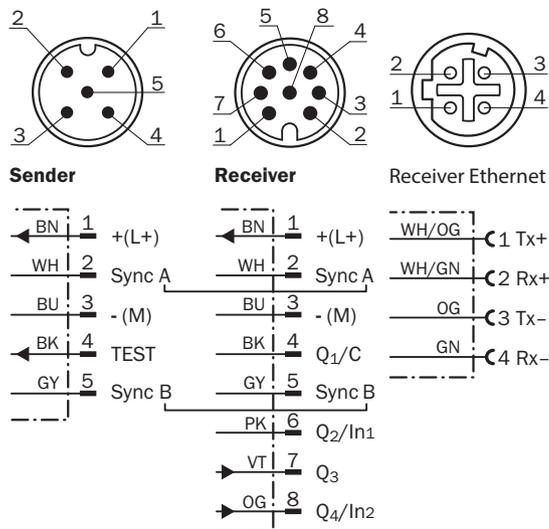 2 1
5
3 4
5 8
6 4
7 3
1 2
2 3
1 4
Sender
BN 1 +(L+)
WH 2 Sync A
BU 3 - (M)
BK 4 TEST
GY 5 Sync B
Receiver
BN 1 +(L+)
WH 2 Sync A
BU 3 - (M)
BK 4 Q1/C
GY 5 Sync B
PK 6 Q2/In1
VT 7 Q3
OG 8 Q4/In2
Receiver Ethernet
WH/OG 1 Tx+
WH/GN 2 Rx+
OG 3 Tx–
GN 4 Rx–